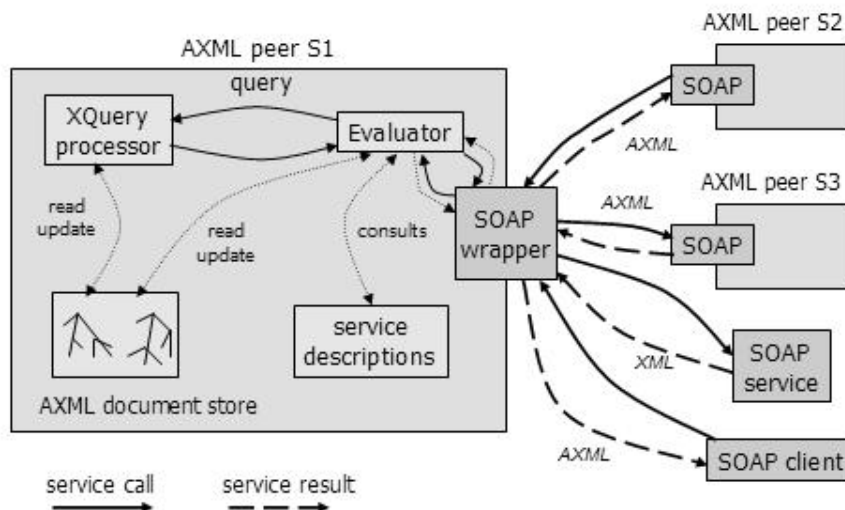 AXML peer S1
query
XQuery
processor
Evaluator
read
update
read
update
consults
service
descriptions
AXML document store
SOAP
wrapper
AXML peer S2
SOAP
AXML
AXML peer S3
AXML
SOAP
SOAP
service
XML
AXML
SOAP client
service call
service result